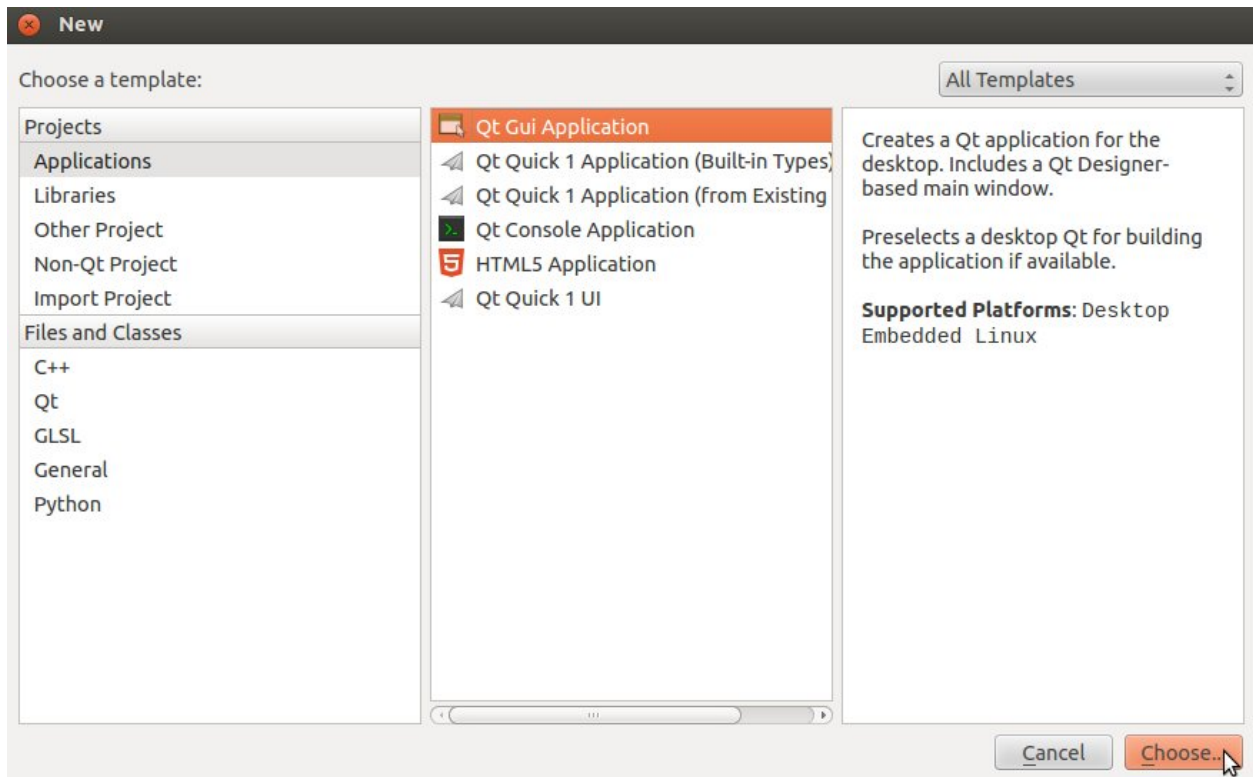 New
Choose a template:
All Templates
Projects
Applications
Libraries
Other Project
Non-Qt Project
Import Project
Files and Classes
C++
Qt
GLSL
General
Python
Qt Gui Application
Qt Quick 1 Application (Built-in Types)
Qt Quick 1 Application (from Existing
Qt Console Application
HTML5 Application
Qt Quick 1 UI
Creates a Qt application for the
desktop. Includes a Qt Designer-
based main window.
Preselects a desktop Qt for building
the application if available.
Supported Platforms: Desktop
Embedded Linux
Cancel
Choose...